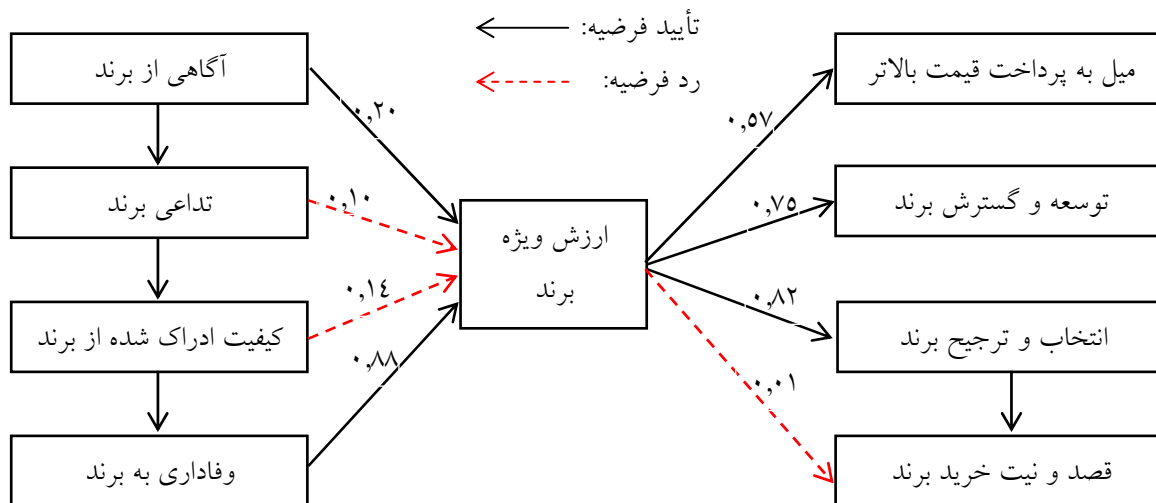 تأیید فرضیه:
رد فرضیه:
آگاهی از برند
تداعی برند
کیفیت ادراک شده از برند
وفاداری به برند
۰,۲۰
۰,۱۰
۰,۱٤
۰,۸۸
ارزش ویژه
برند
۰,۵۷
۰,۷۵
۰,۸۲
۰,۰۱
میل به پرداخت قیمت بالاتر
توسعه و گسترش برند
انتخاب و ترجیح برند
قصد و نیت خرید برند